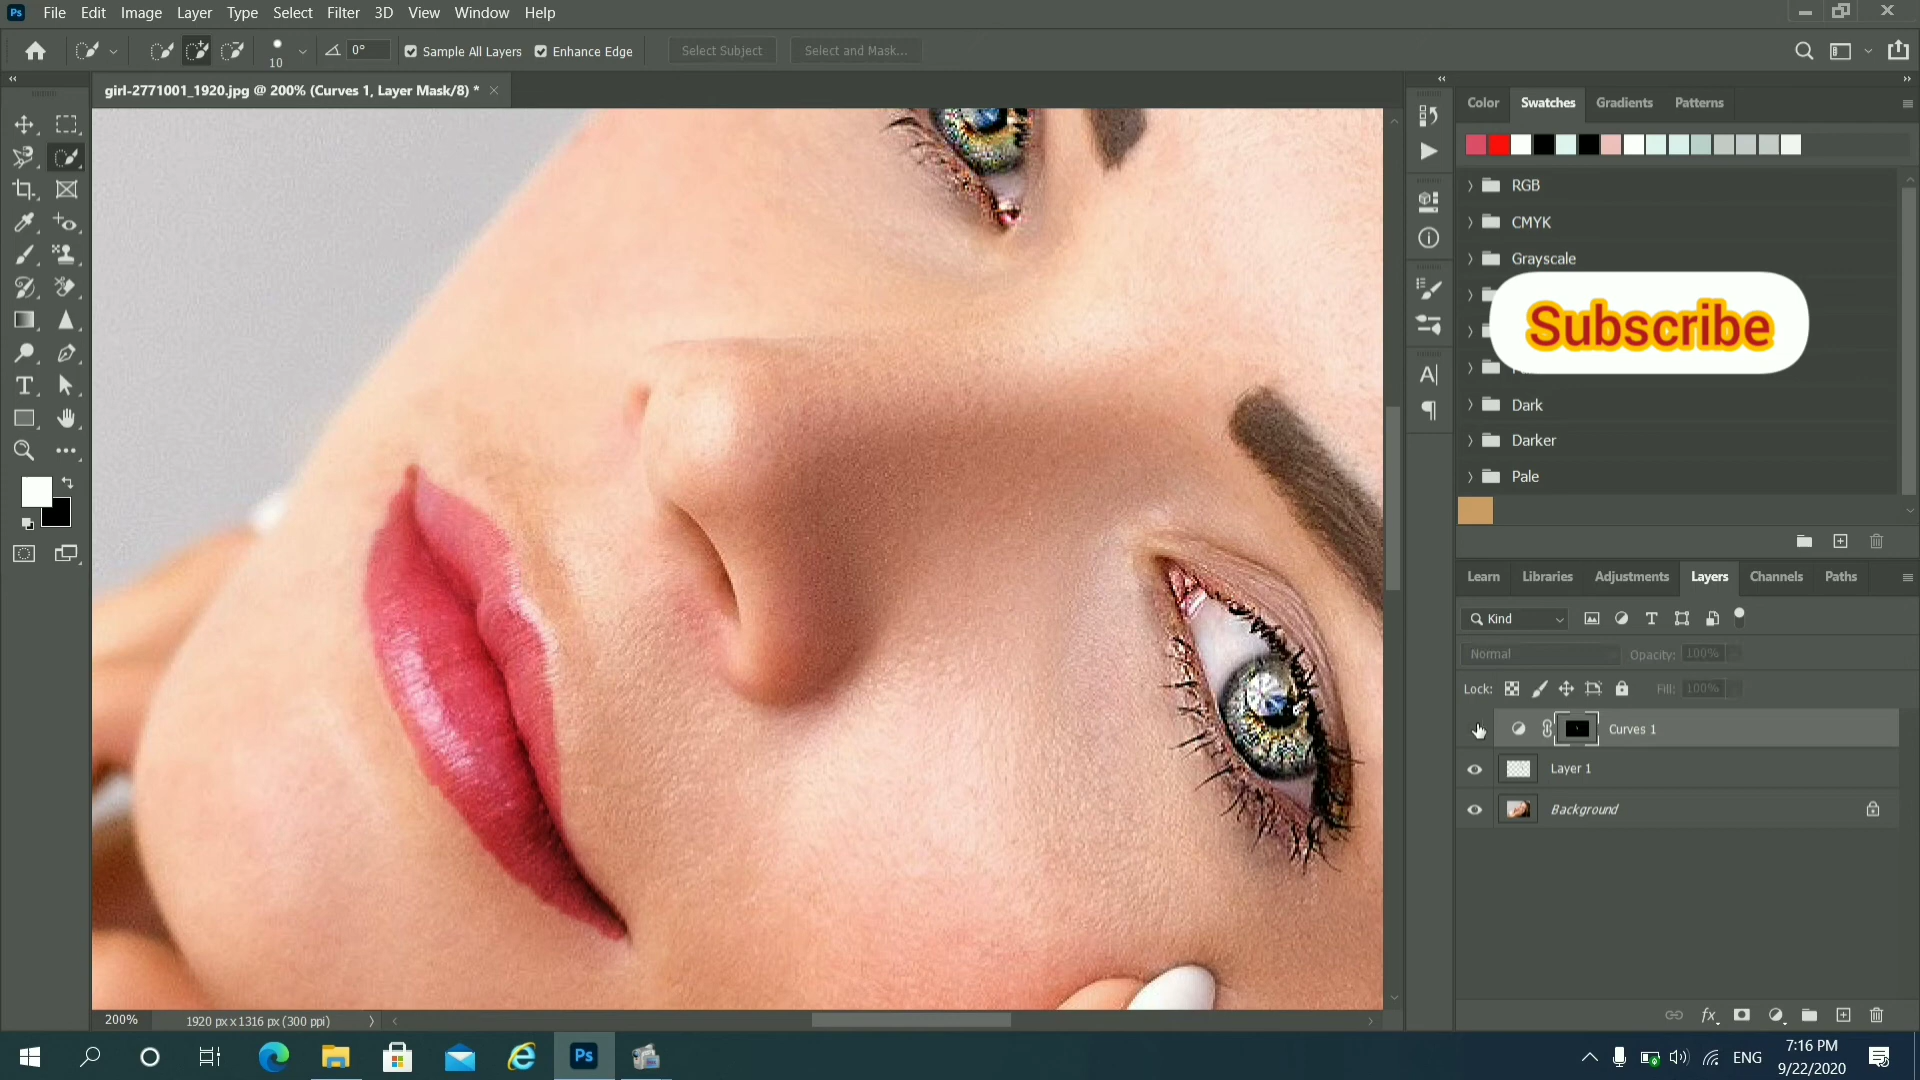 Ps File Edit Image Layer Type Select Filter 3D View Window Help
10 0° Sample All Layers Enhance Edge Select Subject Select and Mask...
girl-2771001_1920.jpg @ 200% (Curves 1, Layer Mask/8) *
Color Swatches Gradients Patterns
RGB
CMYK
Grayscale
Subscribe
Dark
Darker
Pale
Learn Libraries Adjustments Layers Channels Paths
Kind
Normal Opacity: 100%
Lock: Fill: 100%
Curves 1
Layer 1
Background
200% 1920 px x 1316 px (300 ppi)
Ps
ENG
7:16 PM
9/22/2020